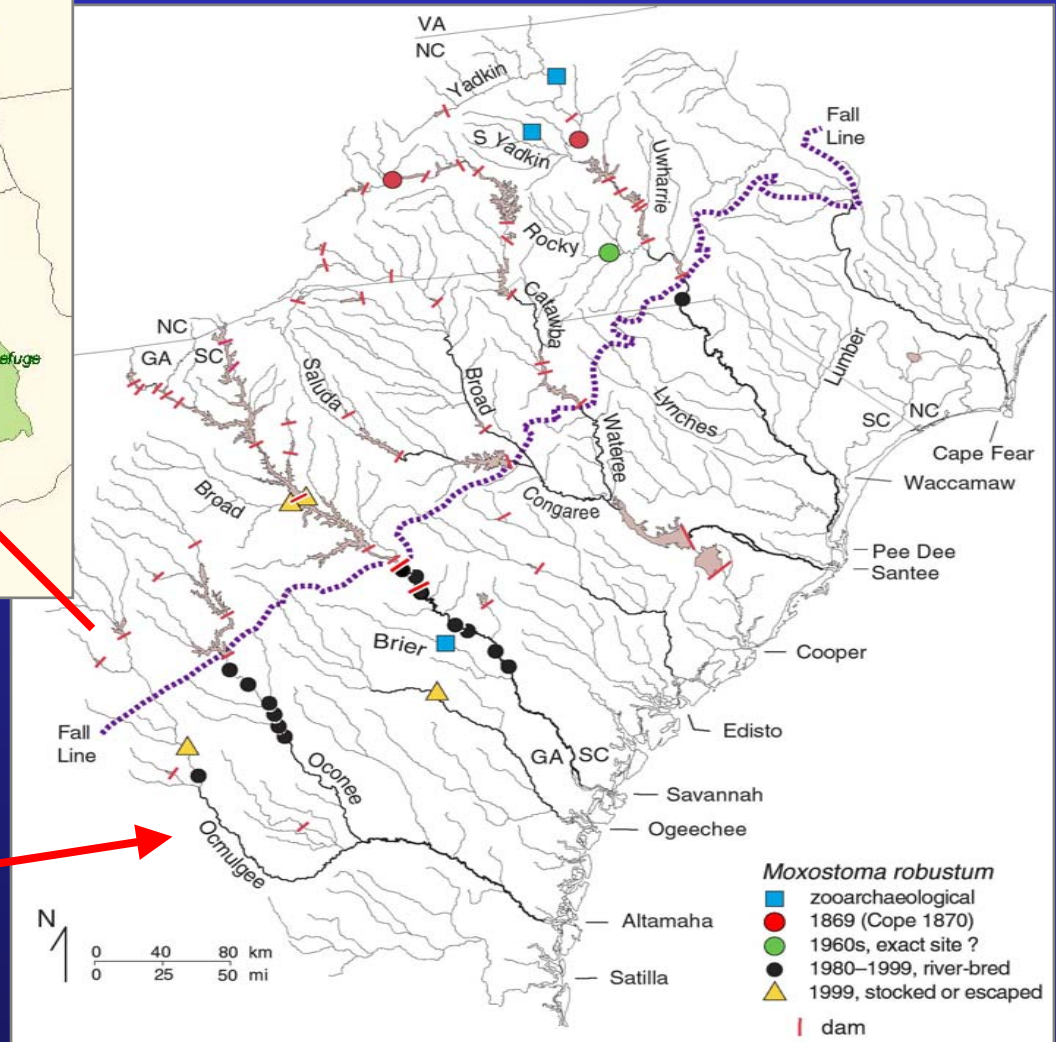 VA
NC
Yadkin
S Yadkin
Fall
Line
Uwharrie
Rocky
Catawba
NC
GA
SC
efuge
Saluda
Broad
Lumber
Lynches
Wateree
SC
NC
Cape Fear
Waccamaw
Broad
Congaree
Pee Dee
Santee
Brier
Cooper
Fall
Line
Edisto
GA
SC
Oconee
Savannah
Ogeechee
Ocmulgee
Altamaha
Satilla
N
0 40 80 km
0 25 50 mi
Moxostoma robustum
zooarchaeological
1869 (Cope 1870)
1960s, exact site ?
1980–1999, river-bred
1999, stocked or escaped
dam